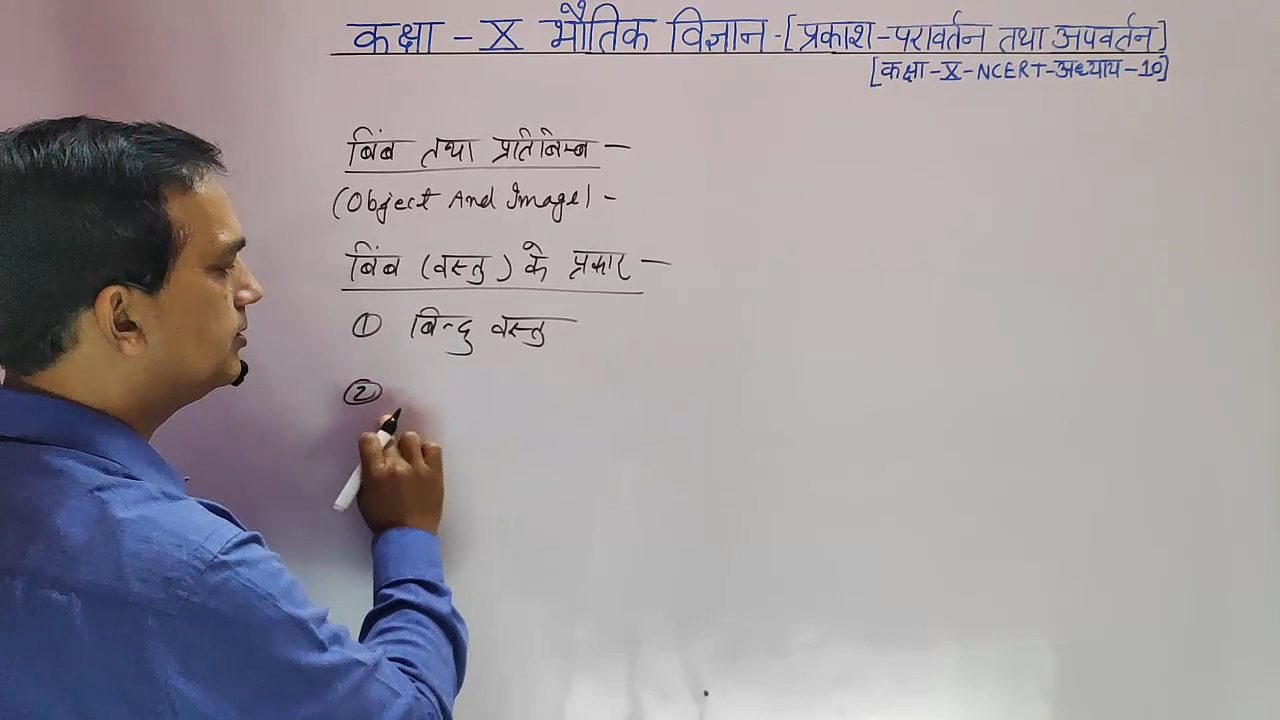 कक्षा - X भौतिक विज्ञान - [प्रकाश - परावर्तन तथा अपवर्तन]
[कक्षा - X - NCERT - अध्याय - 10]
बिंब तथा प्रतिबिम्ब —
(Object And Image) -
बिंब (वस्तु) के प्रकार —
① बिन्दु वस्तु
②